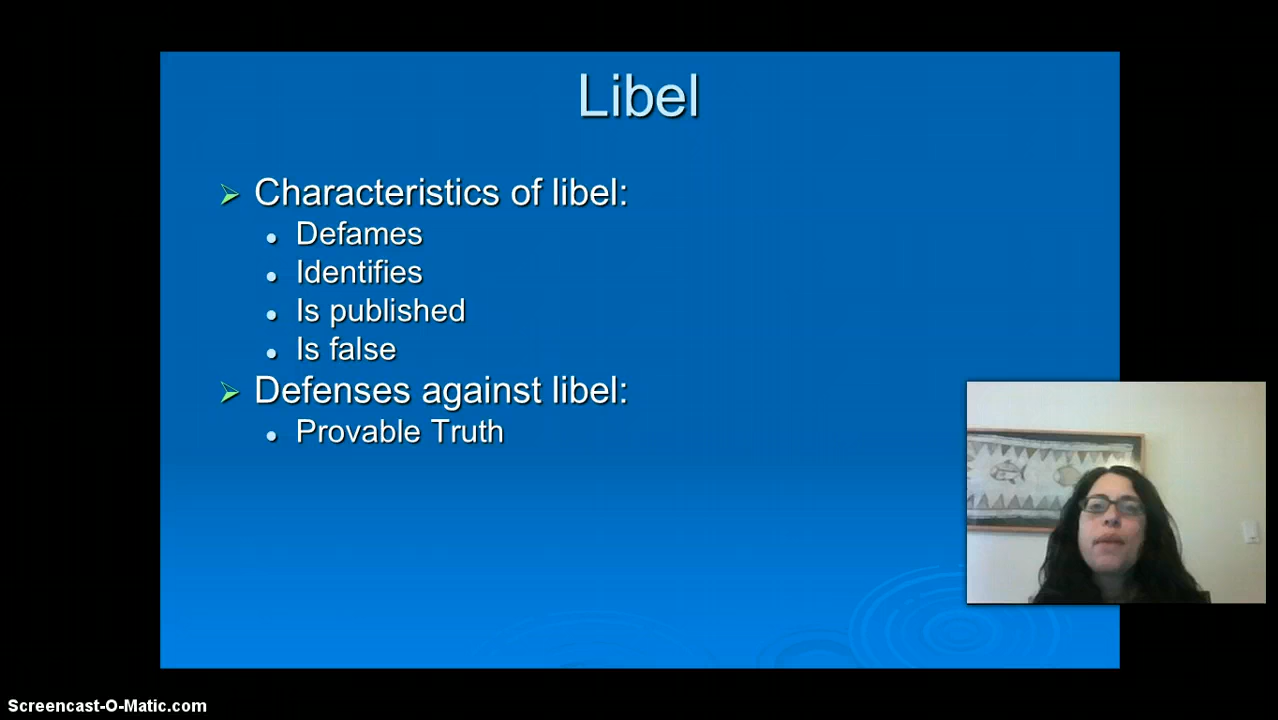 Libel
Characteristics of libel:
Defames
Identifies
Is published
Is false
Defenses against libel:
Provable Truth
Screencast-O-Matic.com